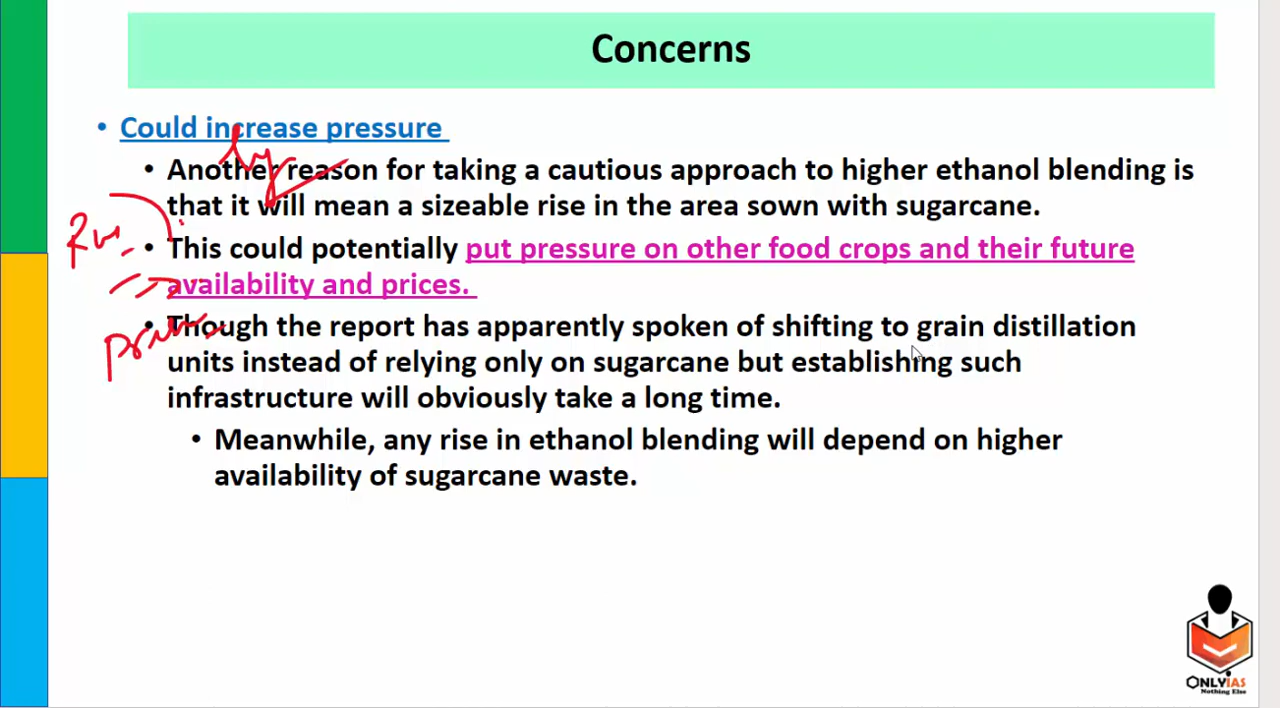 Concerns
• Could increase pressure
• Another reason for taking a cautious approach to higher ethanol blending is
that it will mean a sizeable rise in the area sown with sugarcane.
• This could potentially put pressure on other food crops and their future
availability and prices.
• Though the report has apparently spoken of shifting to grain distillation
units instead of relying only on sugarcane but establishing such
infrastructure will obviously take a long time.
• Meanwhile, any rise in ethanol blending will depend on higher
availability of sugarcane waste.
ONLYIAS
Nothing Else